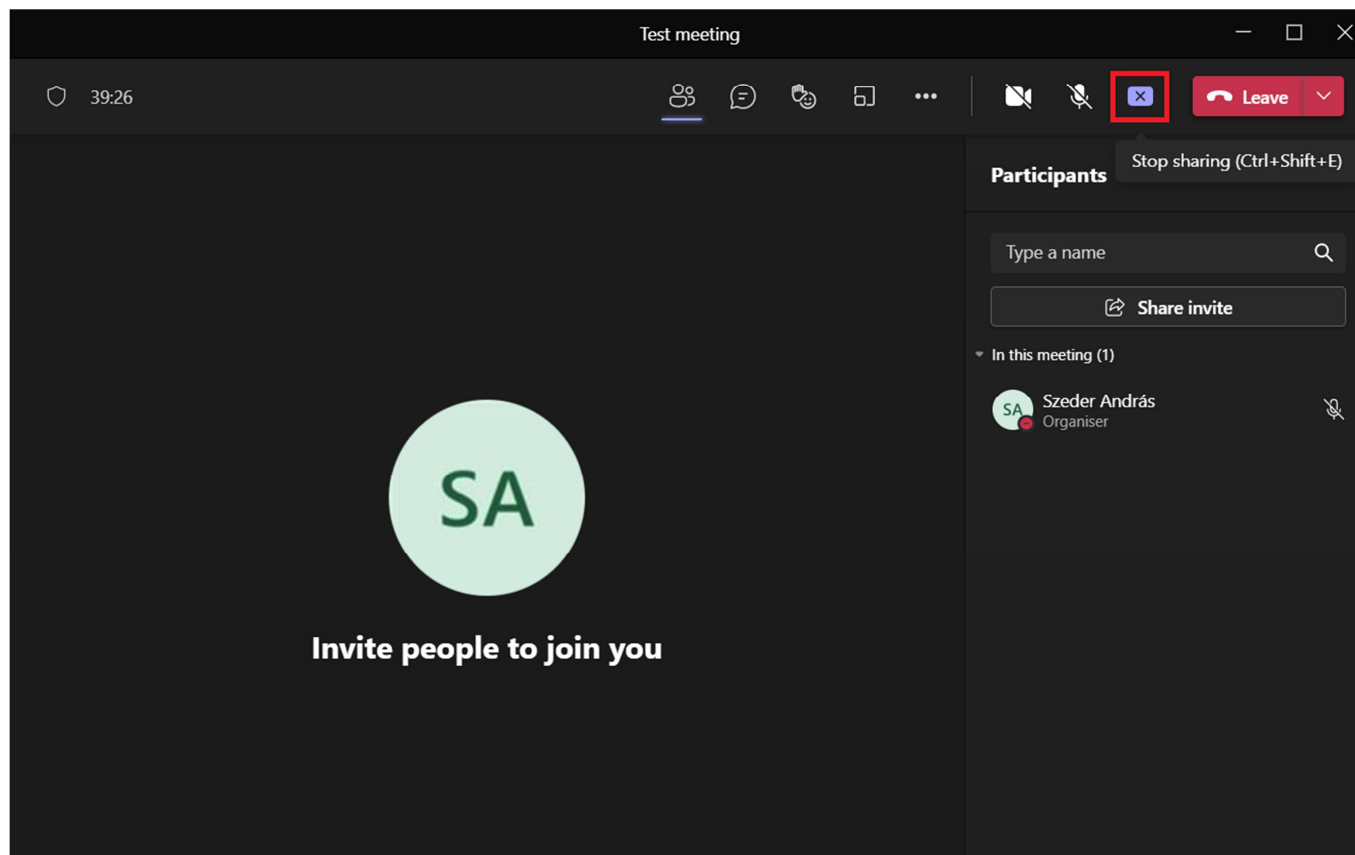 Test meeting
39:26
Leave
Stop sharing (Ctrl+Shift+E)
Participants
Type a name
Share invite
In this meeting (1)
SA
Szeder András
Organiser
SA
Invite people to join you